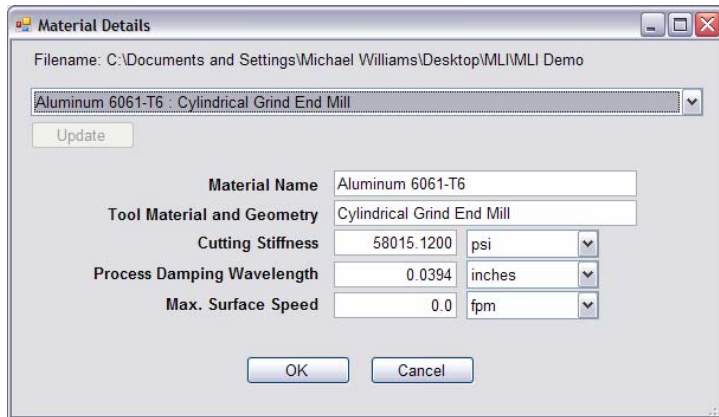 Material Details
Filename: C:\Documents and Settings\Michael Williams\Desktop\MLI\MLI Demo
Aluminum 6061-T6 : Cylindrical Grind End Mill
Update
Material Name Aluminum 6061-T6
Tool Material and Geometry Cylindrical Grind End Mill
Cutting Stiffness 58015.1200 psi
Process Damping Wavelength 0.0394 inches
Max. Surface Speed 0.0 fpm
OK Cancel